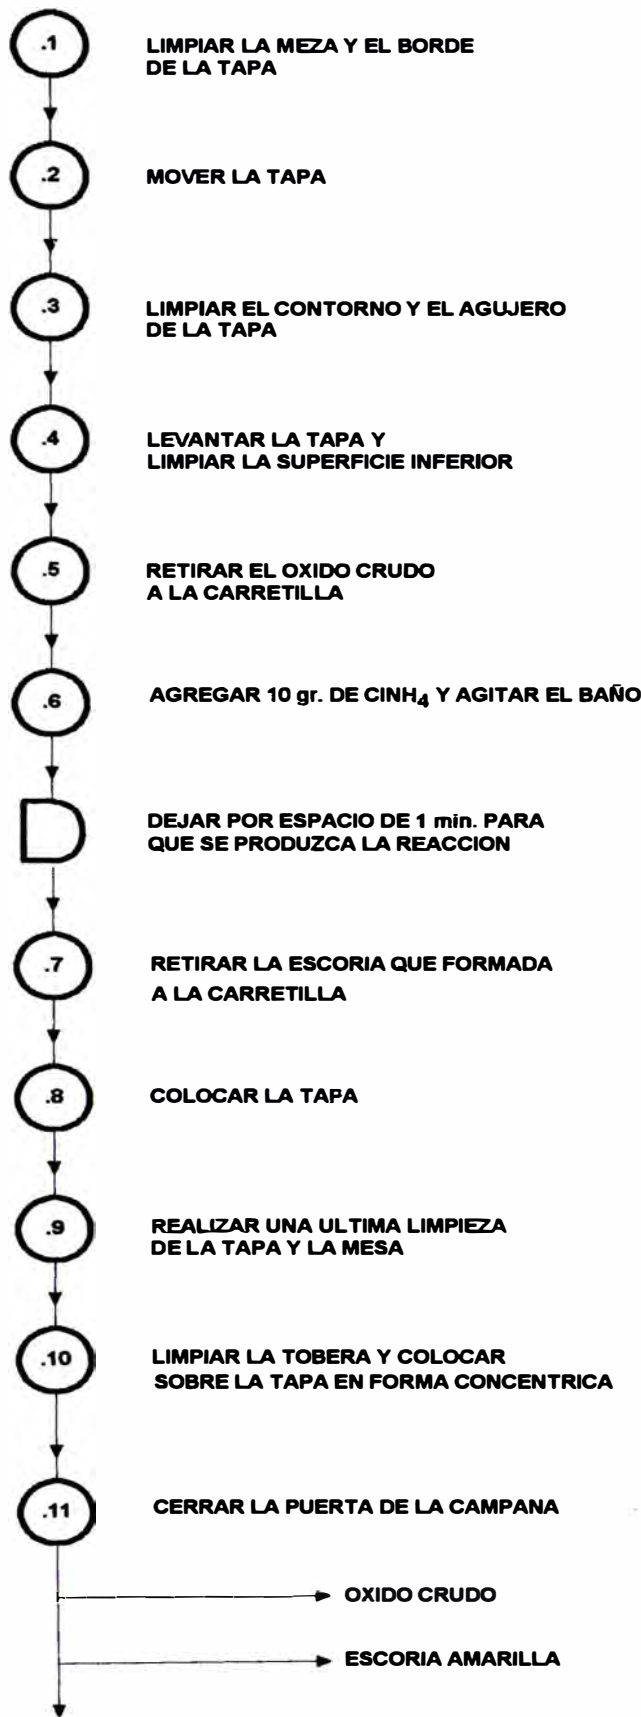 .1
LIMPIAR LA MEZA Y EL BORDE
DE LA TAPA
.2
MOVER LA TAPA
.3
LIMPIAR EL CONTORNO Y EL AGUJERO
DE LA TAPA
.4
LEVANTAR LA TAPA Y
LIMPIAR LA SUPERFICIE INFERIOR
.5
RETIRAR EL OXIDO CRUDO
A LA CARRETILLA
.6
AGREGAR 10 gr. DE ClNH₄ Y AGITAR EL BAÑO
DEJAR POR ESPACIO DE 1 min. PARA
QUE SE PRODUZCA LA REACCION
.7
RETIRAR LA ESCORIA QUE FORMADA
A LA CARRETILLA
.8
COLOCAR LA TAPA
.9
REALIZAR UNA ULTIMA LIMPIEZA
DE LA TAPA Y LA MESA
.10
LIMPIAR LA TOBERA Y COLOCAR
SOBRE LA TAPA EN FORMA CONCENTRICA
.11
CERRAR LA PUERTA DE LA CAMPANA
OXIDO CRUDO
ESCORIA AMARILLA